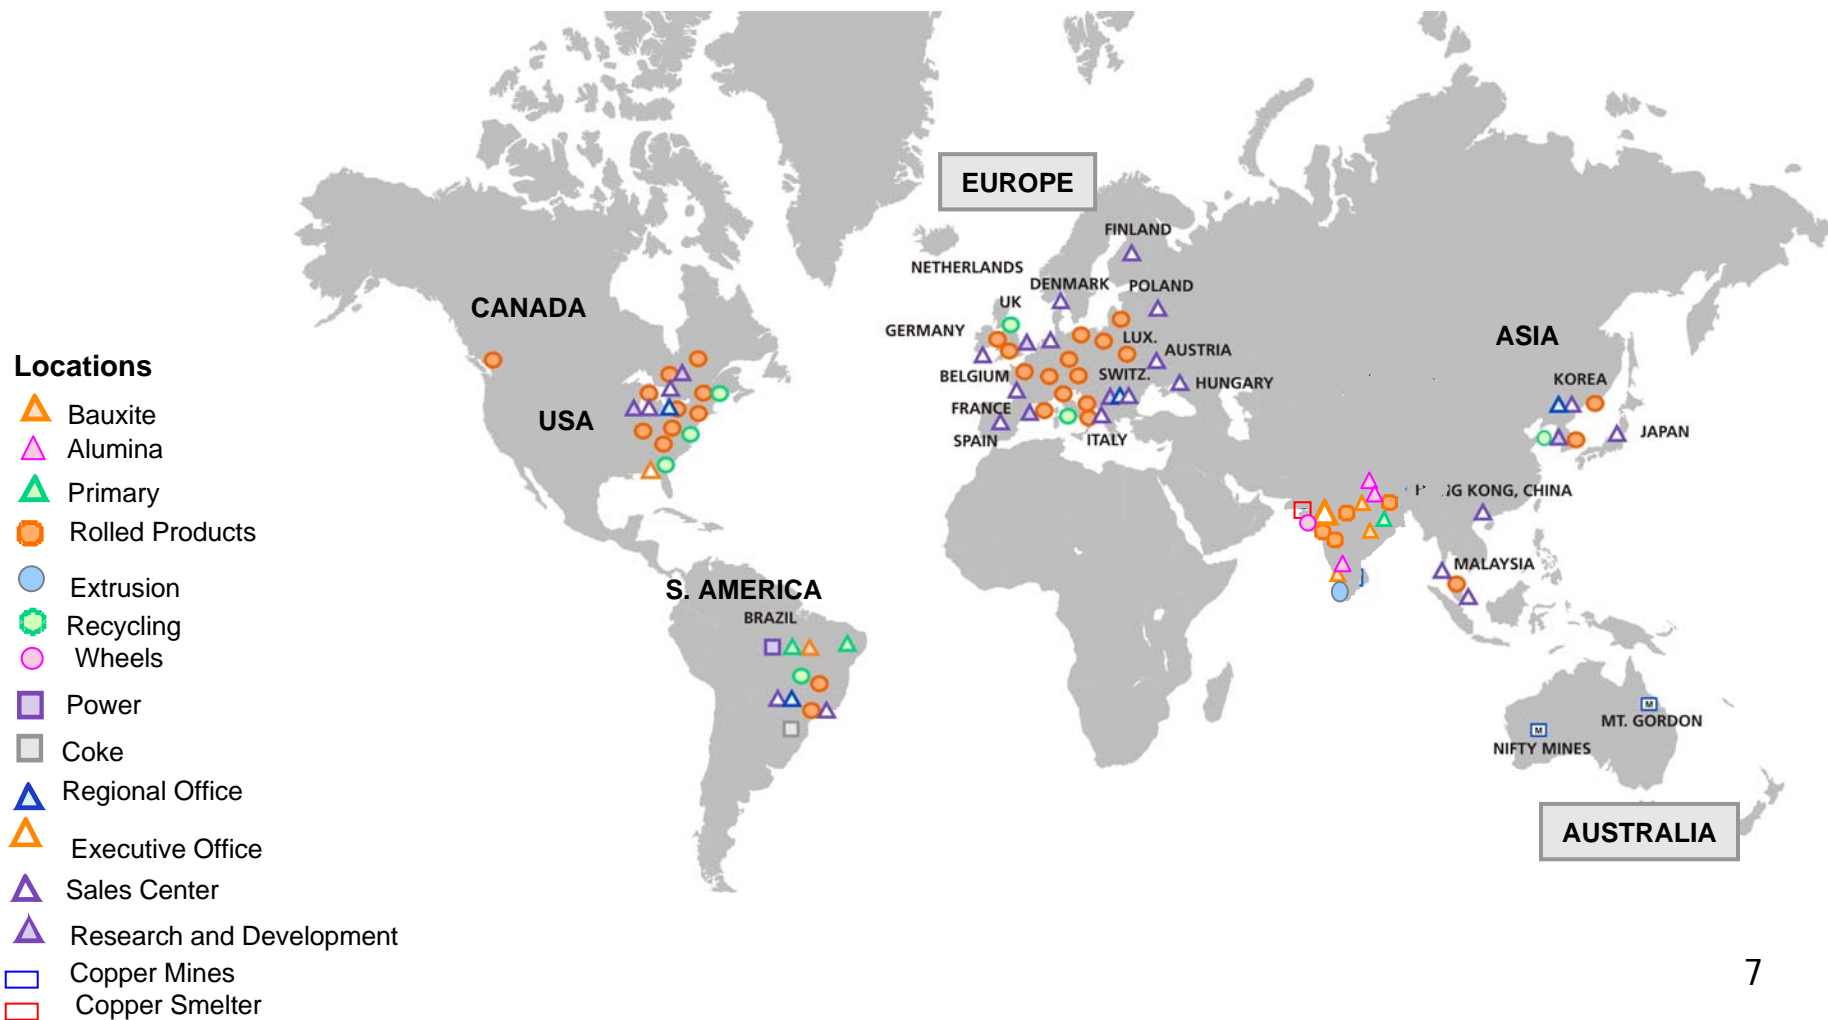 EUROPE
FINLAND
NETHERLANDS
DENMARK
POLAND
UK
CANADA
GERMANY
LUX.
ASIA
AUSTRIA
Locations
BELGIUM
SWITZ.
HUNGARY
KOREA
Bauxite
FRANCE
USA
SPAIN
ITALY
JAPAN
Alumina
Primary
NG KONG, CHINA
Rolled Products
MALAYSIA
Extrusion
S. AMERICA
BRAZIL
Recycling
Wheels
Power
M
MT. GORDON
Coke
M
NIFTY MINES
Regional Office
AUSTRALIA
Executive Office
Sales Center
Research and Development
Copper Mines
7
Copper Smelter